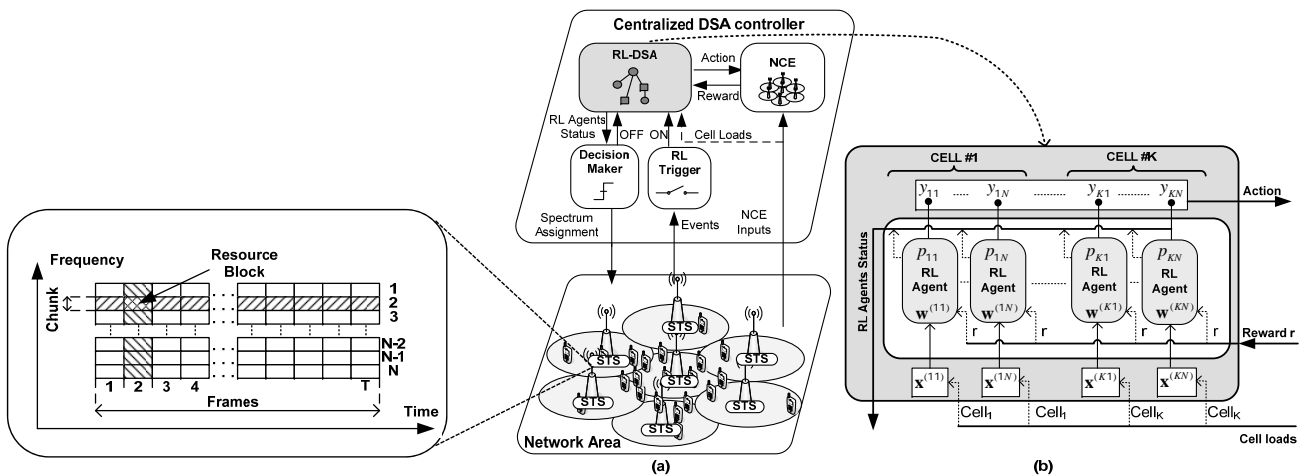 Centralized DSA controller
RL-DSA
Action
Reward
NCE
RL Agents
Status
OFF ON
Cell Loads
Decision
Maker
RL
Trigger
Spectrum
Assignment
Events
NCE
Inputs
Frequency
Resource
Block
Chunk
1
2
3
N-2
N-1
N
1 2 3 4 T
Frames
Time
STS
STS
STS
STS
STS
STS
STS
Network Area
(a)
CELL #1
CELL #K
y11 ..... y1N ......... yK1 ..... yKN
Action
RL Agents Status
p11
RL
Agent
w(11)
p1N
RL
Agent
w(1N)
pK1
RL
Agent
w(K1)
pKN
RL
Agent
w(KN)
r
r
r
r
Reward r
x(11) x(1N) x(K1) x(KN)
Cell1 Cell1 CellK CellK
Cell loads
(b)